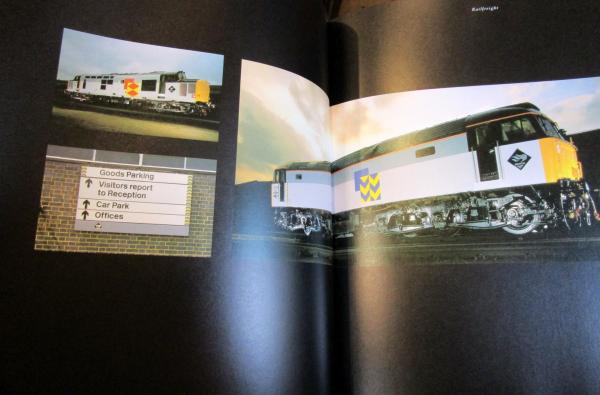 Railfreight
Goods Parking
Visitors report
to Reception
Car Park
Offices